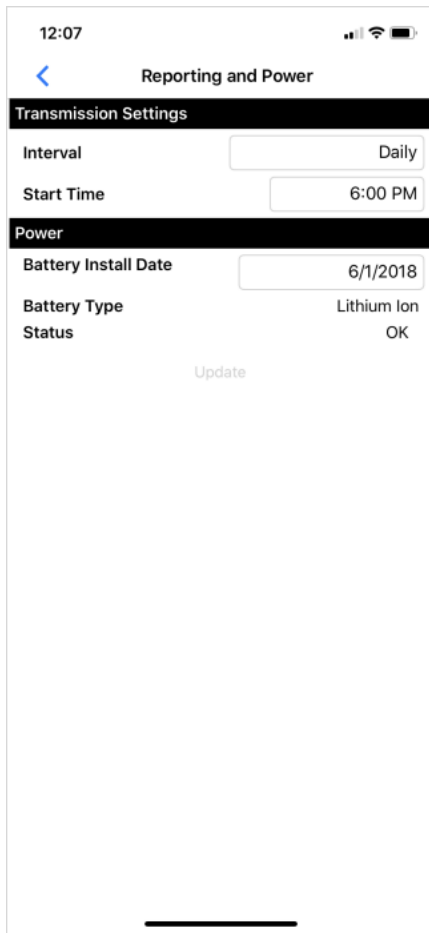 12:07
Reporting and Power
Transmission Settings
Interval Daily
Start Time 6:00 PM
Power
Battery Install Date 6/1/2018
Battery Type Lithium Ion
Status OK
Update